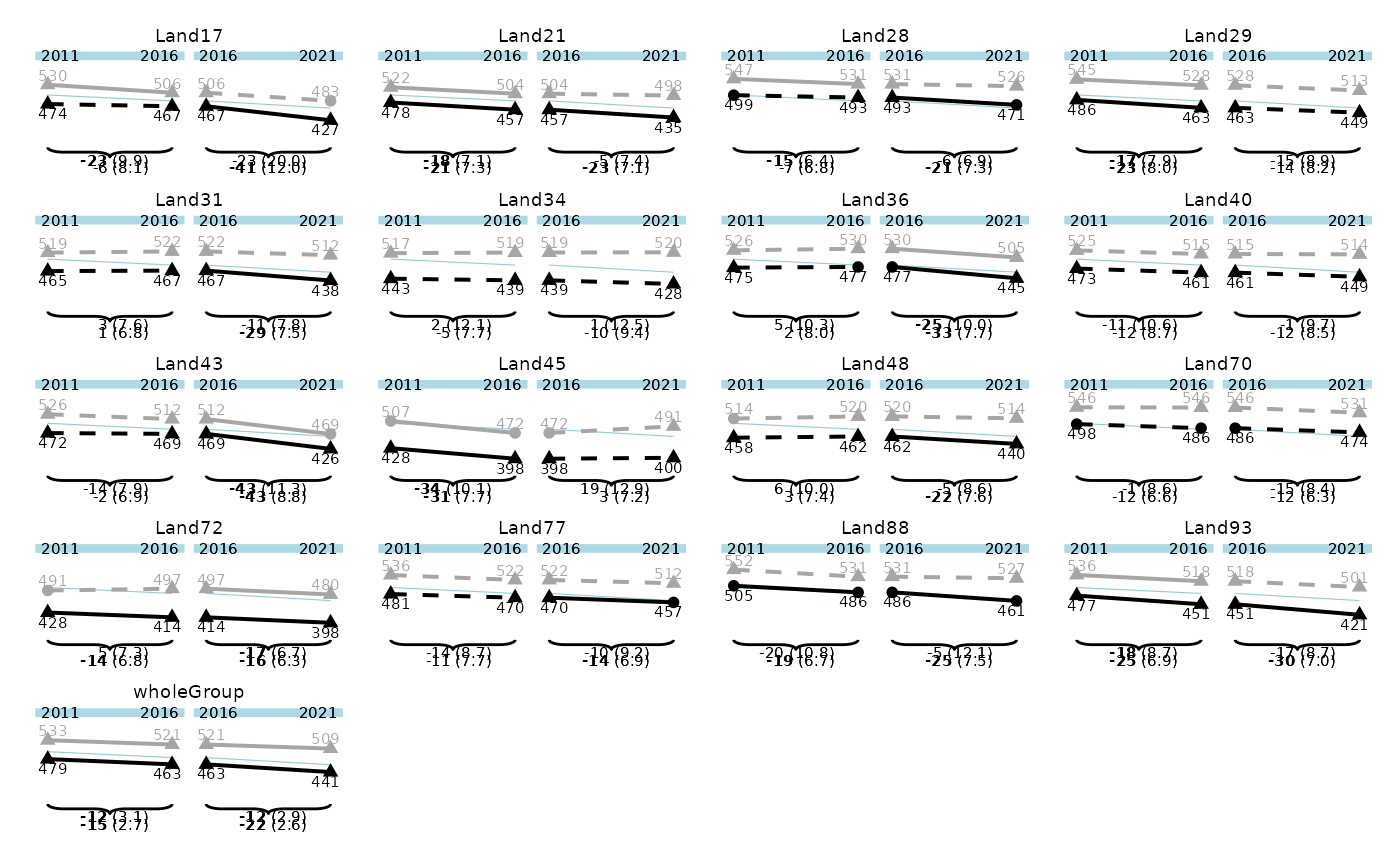 Land17 Land21 Land28 Land29
2011 2016 2016 2021 2011 2016 2016 2021 2011 2016 2016 2021 2011 2016 2016 2021
530 506 506 483 522 504 504 498 547 531 531 526 545 528 528 513
474 467 467 427 478 457 457 435 499 493 493 471 486 463 463 449
-23 (9.9) -23 (20.0) -18 (7.1) -5 (7.4) -15 (6.4) -6 (6.9) -17 (7.9) -15 (8.9)
-6 (8.1) -41 (12.0) -21 (7.3) -23 (7.1) -7 (6.8) -21 (7.3) -23 (8.0) -14 (8.2)
Land31 Land34 Land36 Land40
2011 2016 2016 2021 2011 2016 2016 2021 2011 2016 2016 2021 2011 2016 2016 2021
519 522 522 512 517 519 519 520 526 530 530 505 525 515 515 514
465 467 467 438 443 439 439 428 475 477 477 445 473 461 461 449
3 (7.6) -11 (7.8) 2 (12.1) 1 (12.5) 5 (10.3) -25 (10.0) -11 (10.6) -1 (9.7)
1 (6.8) -29 (7.5) -3 (7.7) -10 (9.4) 2 (8.0) -33 (7.7) -12 (8.7) -12 (8.5)
Land43 Land45 Land48 Land70
2011 2016 2016 2021 2011 2016 2016 2021 2011 2016 2016 2021 2011 2016 2016 2021
526 512 512 469 507 472 472 491 514 520 520 514 546 546 546 531
472 469 469 426 428 398 398 400 458 462 462 440 498 486 486 474
-14 (7.9) -43 (11.3) -34 (10.1) 19 (12.9) 6 (10.0) -5 (8.6) -1 (8.6) -15 (8.4)
-2 (6.9) -43 (8.8) -31 (7.7) 3 (7.2) 3 (7.4) -22 (7.6) -12 (6.6) -12 (6.3)
Land72 Land77 Land88 Land93
2011 2016 2016 2021 2011 2016 2016 2021 2011 2016 2016 2021 2011 2016 2016 2021
491 497 497 480 536 522 522 512 552 531 531 527 536 518 518 501
428 414 414 398 481 470 470 457 505 486 486 461 477 451 451 421
5 (7.3) -17 (6.7) -14 (8.7) -10 (9.2) -20 (10.8) -5 (2.1) -18 (8.7) -17 (8.7)
-14 (6.8) -16 (6.3) -11 (7.7) -14 (6.9) -19 (6.7) -25 (7.5) -25 (6.9) -30 (7.0)
wholeGroup
2011 2016 2016 2021
533 521 521 509
479 463 463 441
-12 (3.1) -12 (2.9)
-15 (2.7) -22 (2.6)